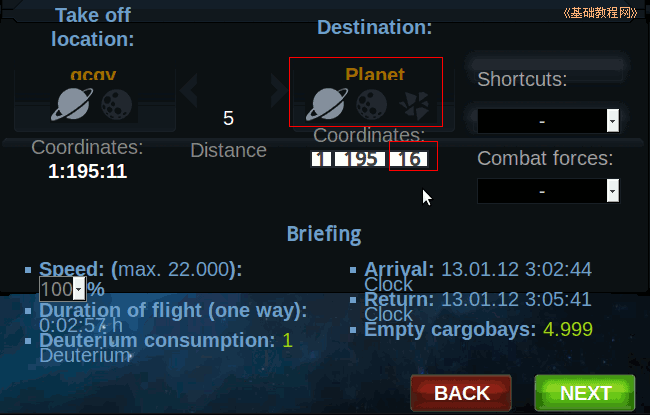 《基础教程网》
Take off
location:
Destination:
gcgv
Planet
Shortcuts:
5
-
Coordinates:
1:195:11
Distance
Coordinates:
1 195 16
Combat forces:
-
Briefing
Speed: (max. 22.000):
100 %
Duration of flight (one way):
0:02:57 h
Deuterium consumption: 1
Deuterium
Arrival: 13.01.12 3:02:44
Clock
Return: 13.01.12 3:05:41
Clock
Empty cargobays: 4.999
BACK
NEXT